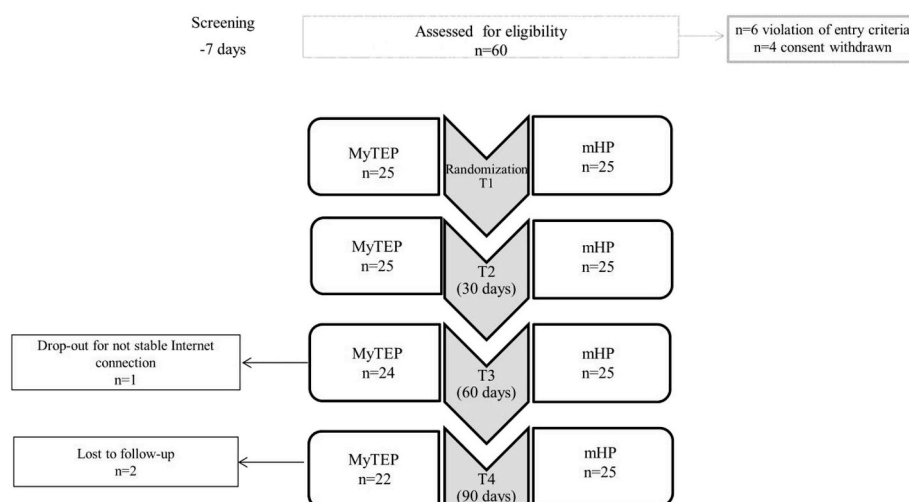 Screening
-7 days
Assessed for eligibility
n=60
n=6 violation of entry criteria
n=4 consent withdrawn
MyTEP
n=25
Randomization
T1
mHP
n=25
MyTEP
n=25
T2
(30 days)
mHP
n=25
Drop-out for not stable Internet
connection
n=1
MyTEP
n=24
T3
(60 days)
mHP
n=25
Lost to follow-up
n=2
MyTEP
n=22
T4
(90 days)
mHP
n=25